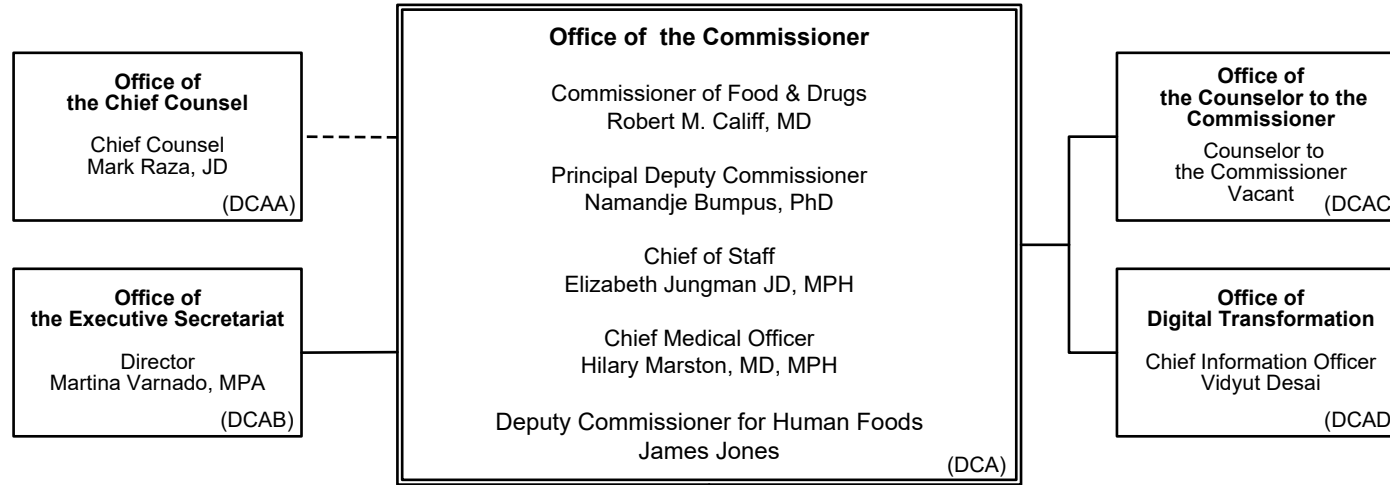 Office of
the Chief Counsel
Chief Counsel
Mark Raza, JD
(DCAA)
Office of
the Executive Secretariat
Director
Martina Varnado, MPA
(DCAB)
Office of the Commissioner
Commissioner of Food & Drugs
Robert M. Califf, MD
Principal Deputy Commissioner
Namandje Bumpus, PhD
Chief of Staff
Elizabeth Jungman JD, MPH
Chief Medical Officer
Hilary Marston, MD, MPH
Deputy Commissioner for Human Foods
James Jones
(DCA)
Office of
the Counselor to the
Commissioner
Counselor to
the Commissioner
Vacant
(DCAC
Office of
Digital Transformation
Chief Information Officer
Vidyut Desai
(DCAD